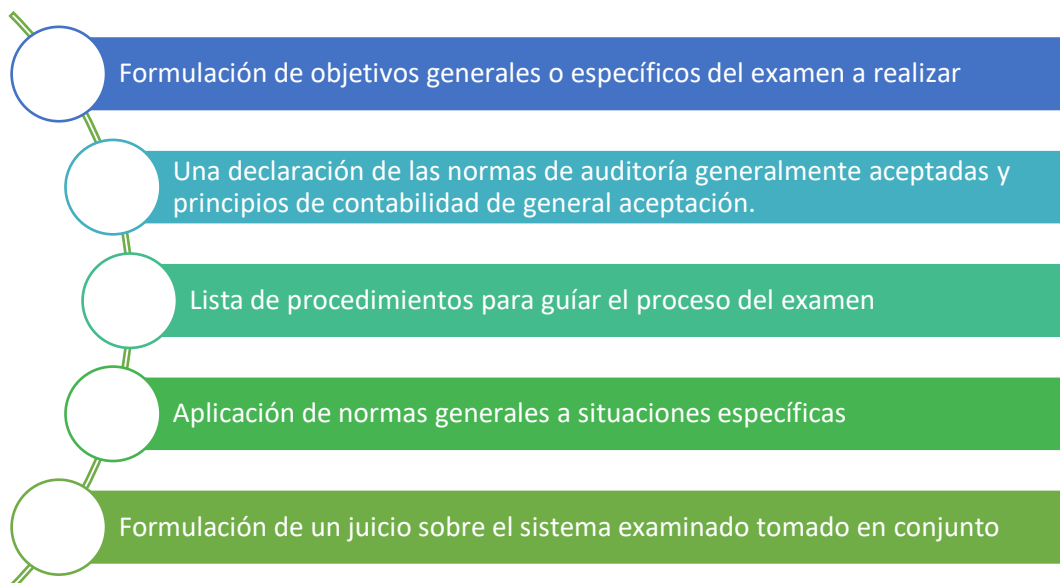 Formulación de objetivos generales o específicos del examen a realizar
Una declaración de las normas de auditoría generalmente aceptadas y
principios de contabilidad de general aceptación.
Lista de procedimientos para guíar el proceso del examen
Aplicación de normas generales a situaciones específicas
Formulación de un juicio sobre el sistema examinado tomado en conjunto